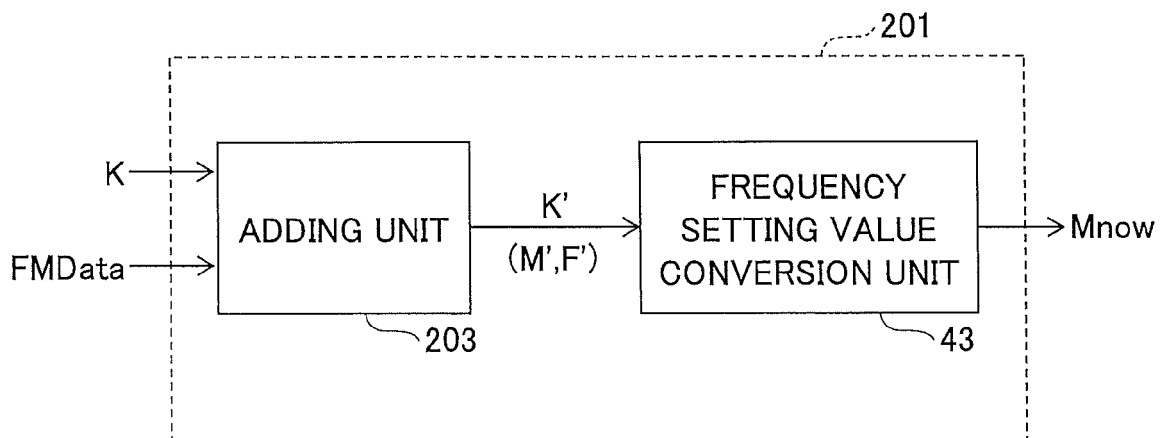 201
K
FMData
ADDING UNIT
203
K'
(M',F')
FREQUENCY
SETTING VALUE
CONVERSION UNIT
43
Mnow